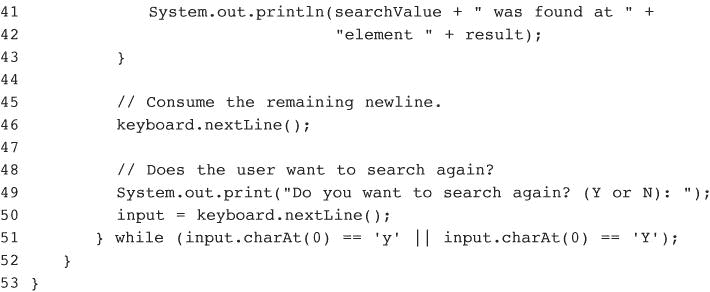 41            System.out.println(searchValue + " was found at " +
42                               "element " + result);
43         }
44
45         // Consume the remaining newline.
46         keyboard.nextLine();
47
48         // Does the user want to search again?
49         System.out.print("Do you want to search again? (Y or N): ");
50         input = keyboard.nextLine();
51       } while (input.charAt(0) == 'y' || input.charAt(0) == 'Y');
52    }
53 }